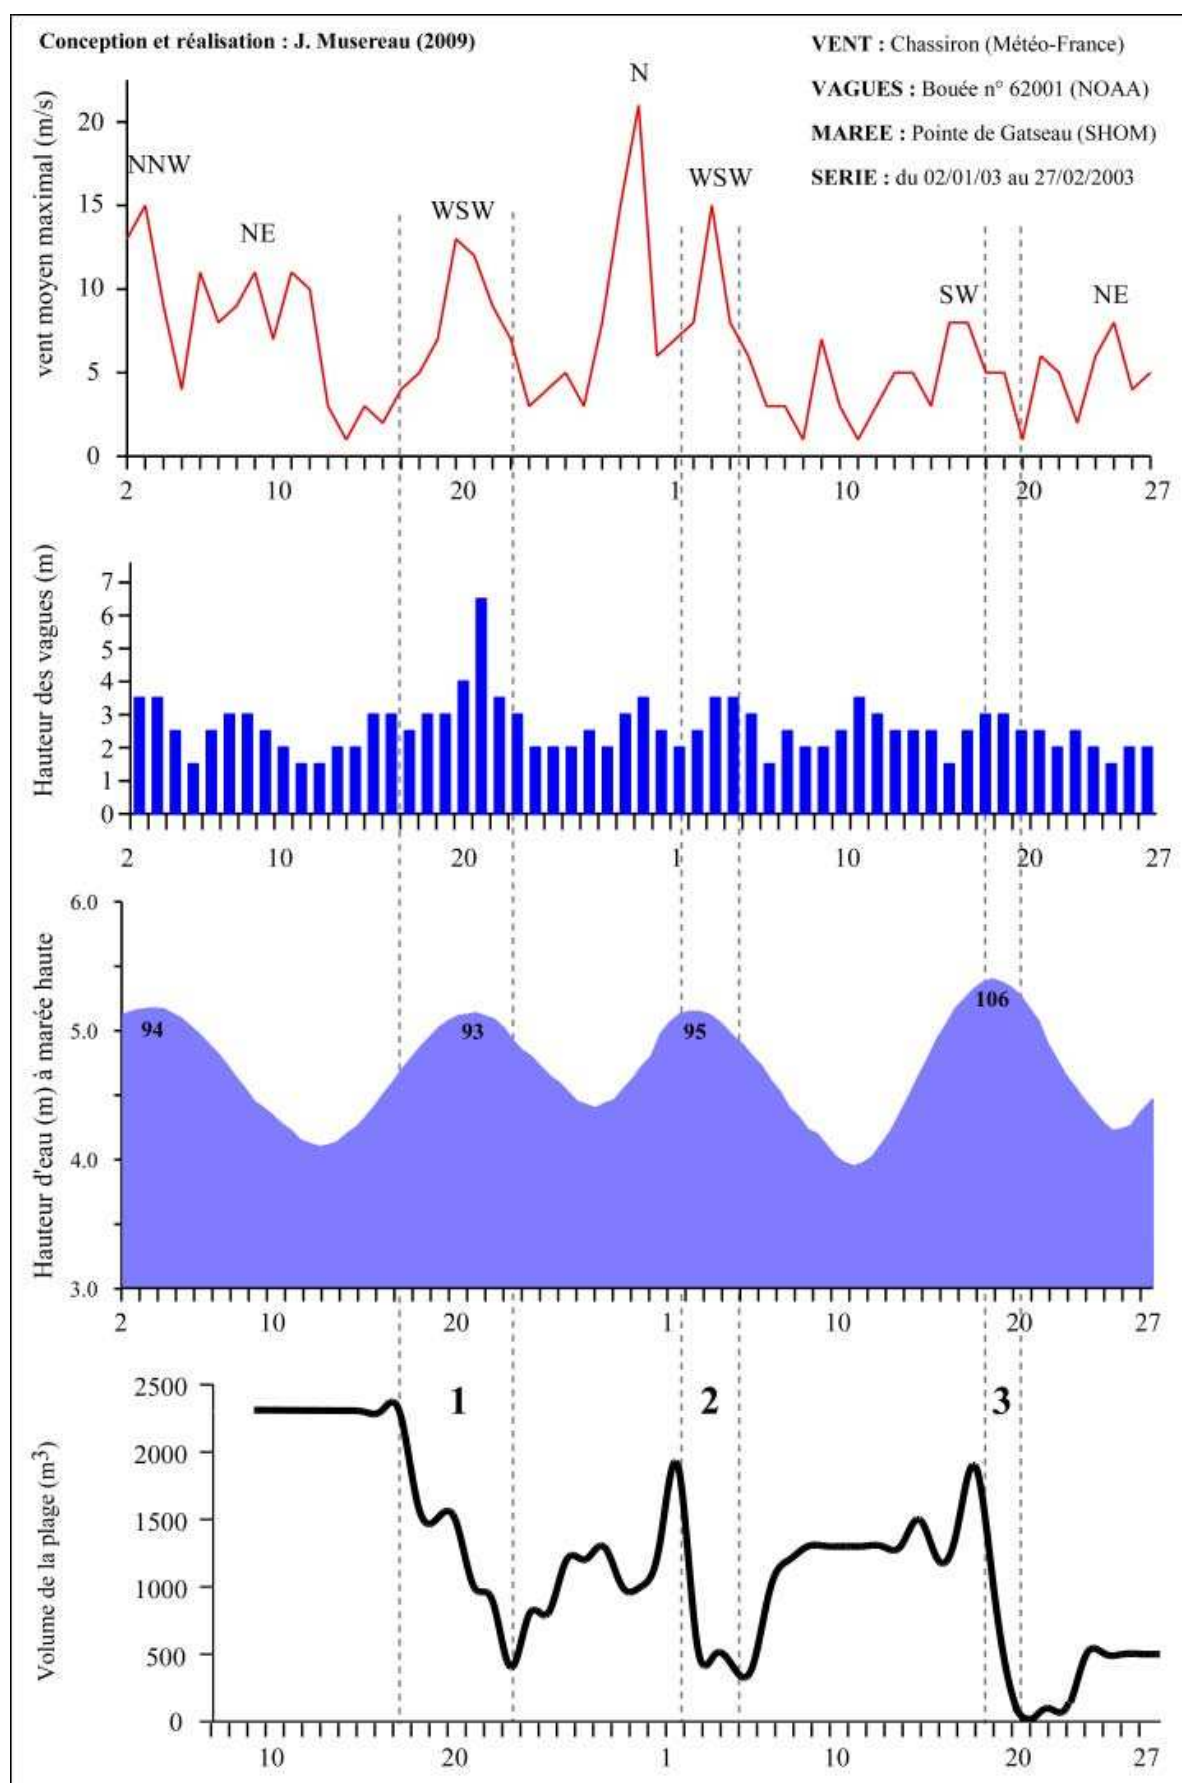 Conception et réalisation : J. Musereau (2009)
VENT : Chassiron (Météo-France)
VAGUES : Bouée n° 62001 (NOAA)
MAREE : Pointe de Gatseau (SHOM)
SERIE : du 02/01/03 au 27/02/2003
vent moyen maximal (m/s)
20
15
10
5
0
NNW
NE
WSW
N
WSW
SW
NE
2 10 20 1 10 20 27
Hauteur des vagues (m)
7
6
5
4
3
2
1
0
2 10 20 1 10 20 27
Hauteur d'eau (m) à marée haute
6.0
5.0
4.0
3.0
94
93
95
106
2 10 20 1 10 20 27
Volume de la plage (m3)
2500
2000
1500
1000
500
0
1 2 3
10 20 1 10 20 27